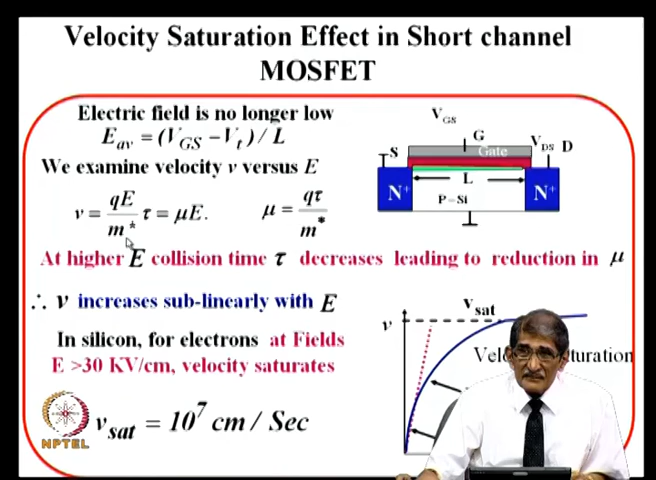 Velocity Saturation Effect in Short channel
MOSFET
Electric field is no longer low
E_av = (V_GS – V_t) / L
We examine velocity v versus E
v = qE/m* τ = μE. μ = qτ/m*
V_GS
G
V_DS D
S
Gate
L
N+
N+
P-Si
At higher E collision time τ decreases leading to reduction in μ
∴ v increases sub-linearly with E
In silicon, for electrons at Fields
E >30 KV/cm, velocity saturates
v_sat = 10^7 cm / Sec
v
V_sat
NPTEL